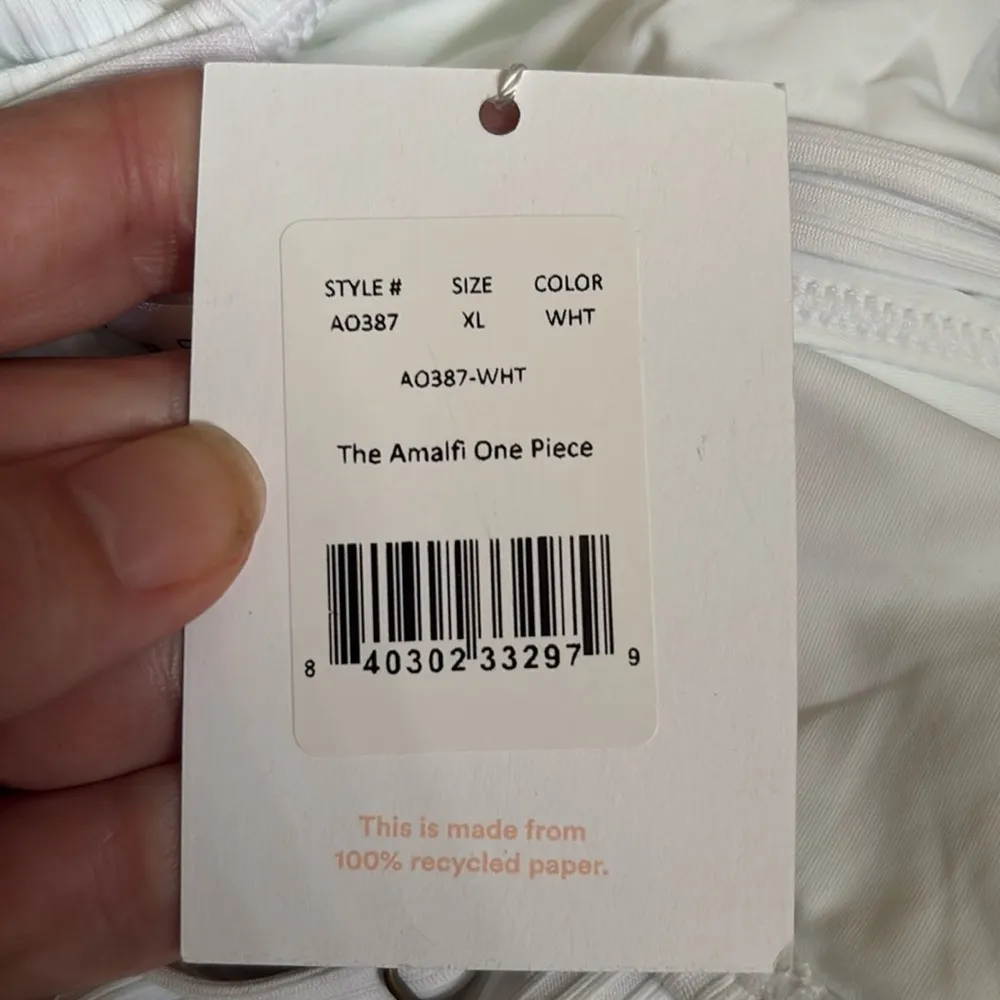 STYLE # SIZE COLOR
AO387 XL WHT
AO387-WHT
The Amalfi One Piece
8 40302 33297 9
This is made from
100% recycled paper.